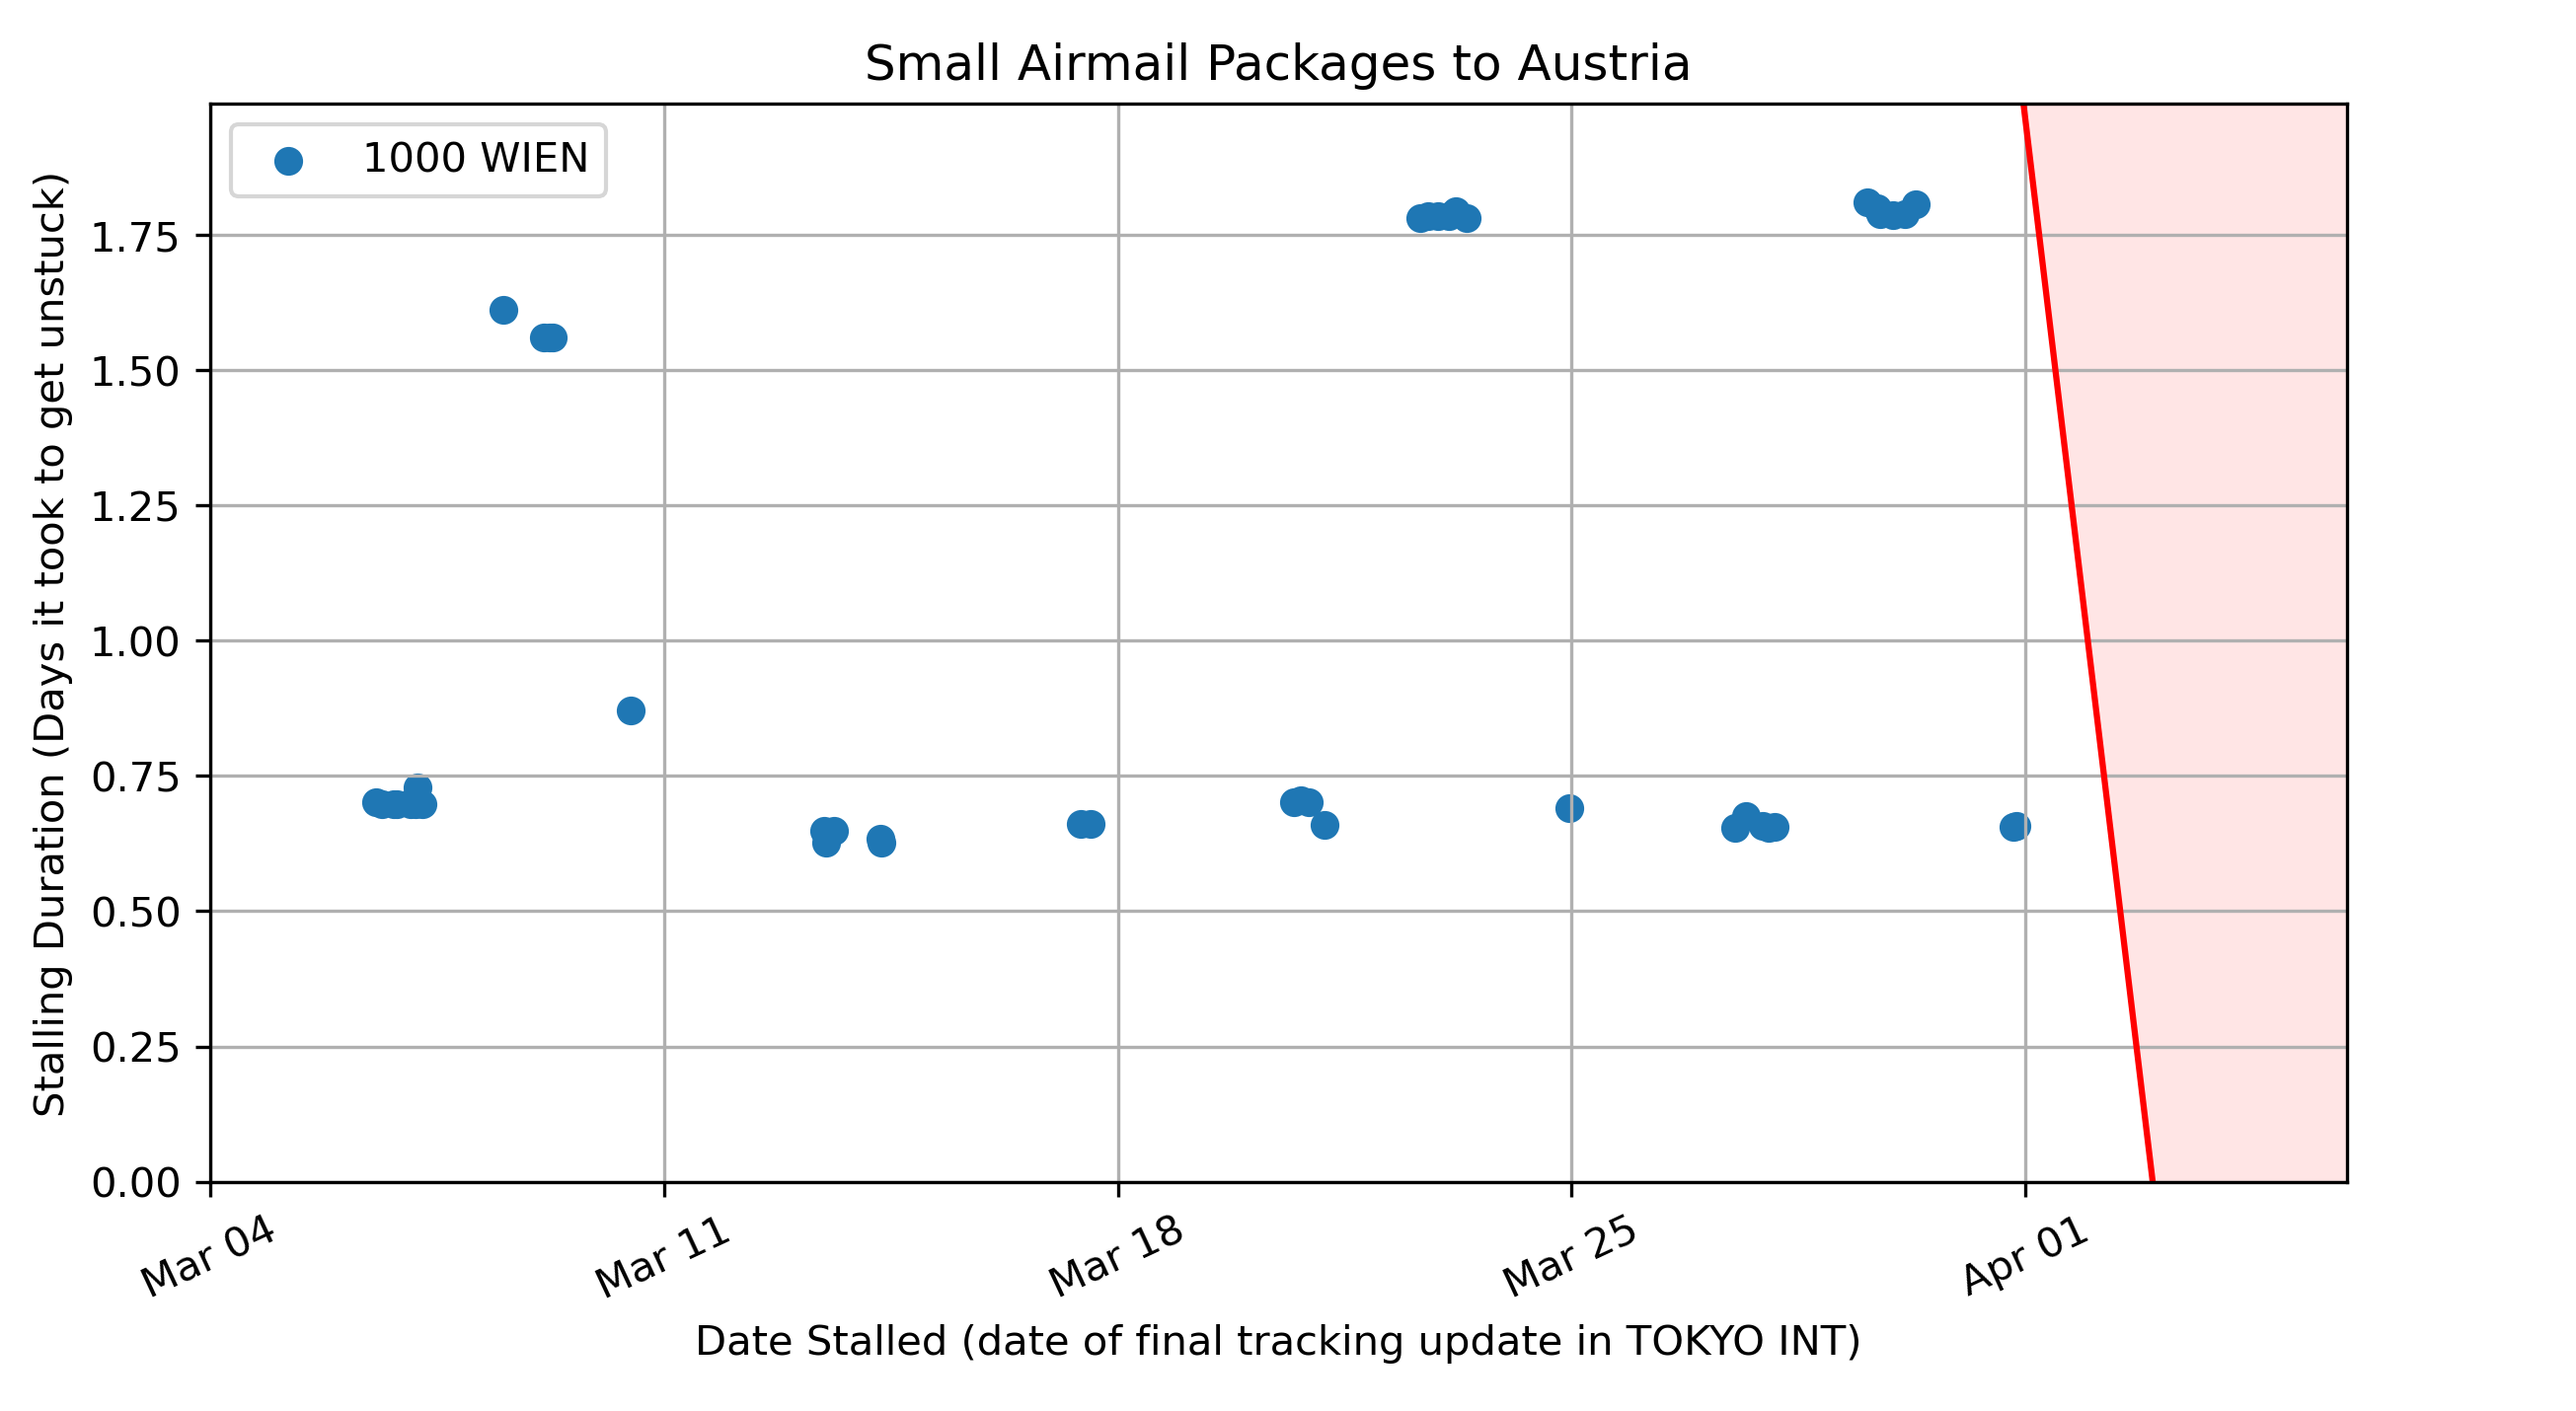 Small Airmail Packages to Austria
1000 WIEN
Stalling Duration (Days it took to get unstuck)
1.75
1.50
1.25
1.00
0.75
0.50
0.25
0.00
Mar 04
Mar 11
Mar 18
Mar 25
Apr 01
Date Stalled (date of final tracking update in TOKYO INT)